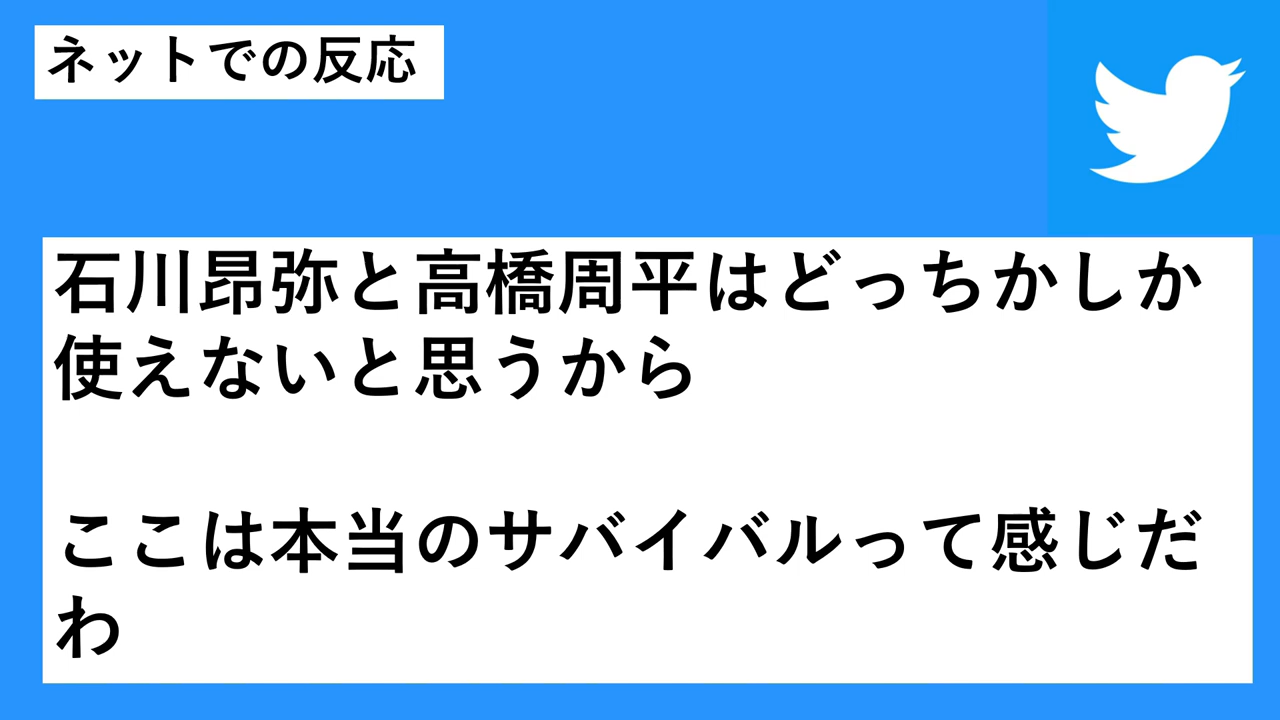 ネットでの反応
石川昂弥と高橋周平はどっちかしか
使えないと思うから
ここは本当のサバイバルって感じだ
わ